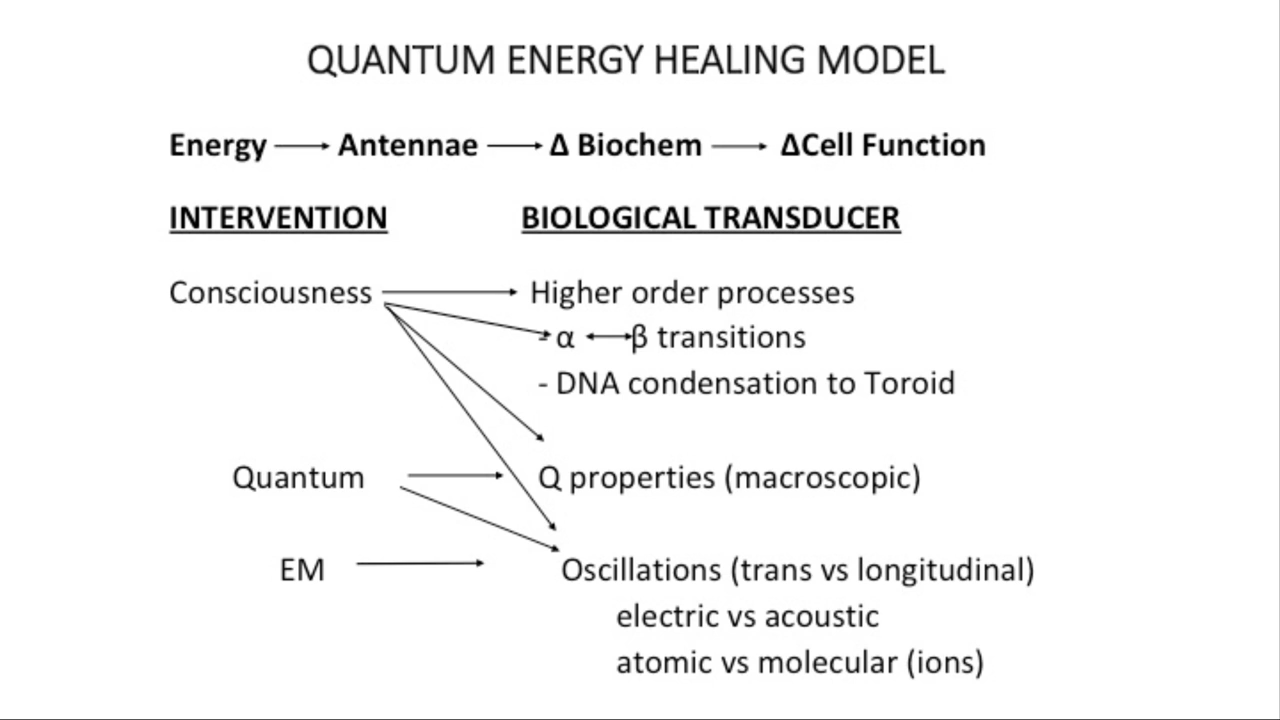 QUANTUM ENERGY HEALING MODEL
Energy → Antennae → Δ Biochem → ΔCell Function
INTERVENTION BIOLOGICAL TRANSDUCER
Consciousness → Higher order processes
- α ↔ β transitions
- DNA condensation to Toroid
Quantum → Q properties (macroscopic)
EM → Oscillations (trans vs longitudinal)
electric vs acoustic
atomic vs molecular (ions)